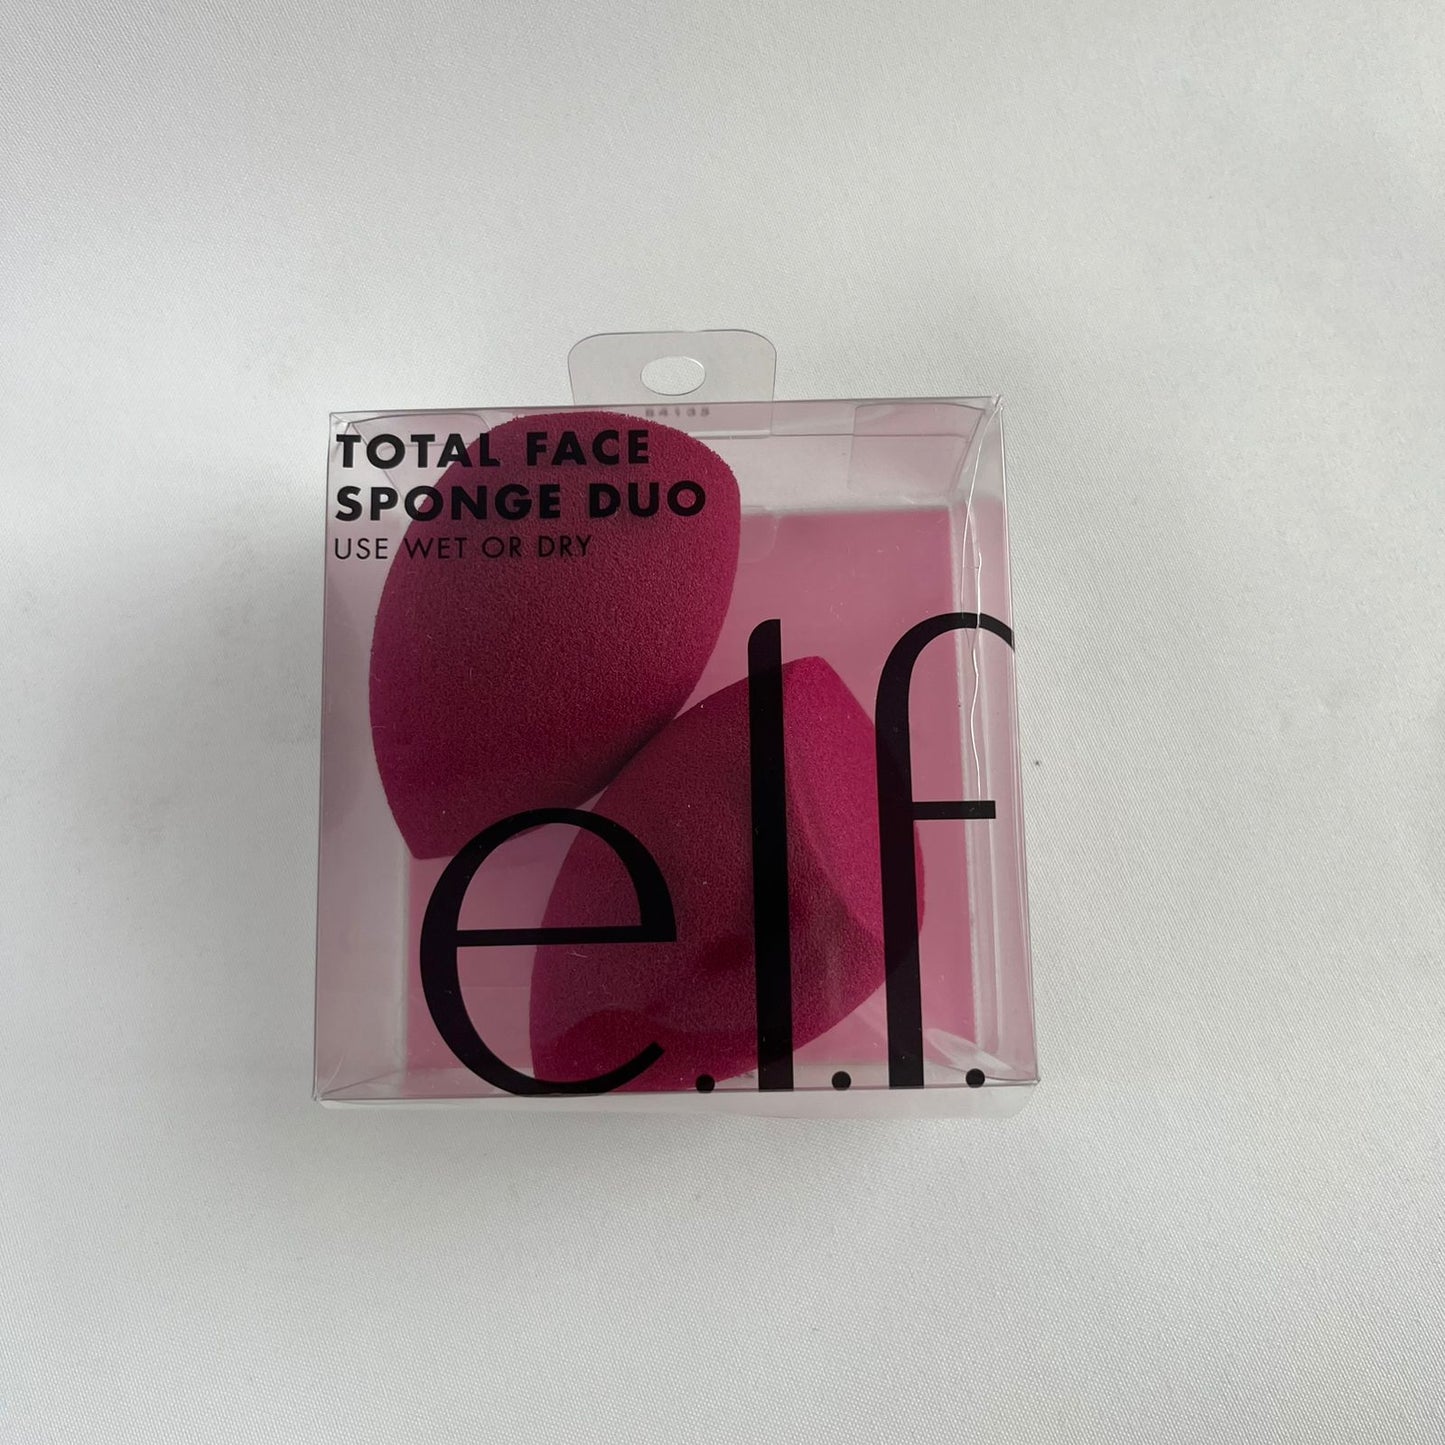 TOTAL FACE
SPONGE DUO
USE WET OR DRY
e.l.f.